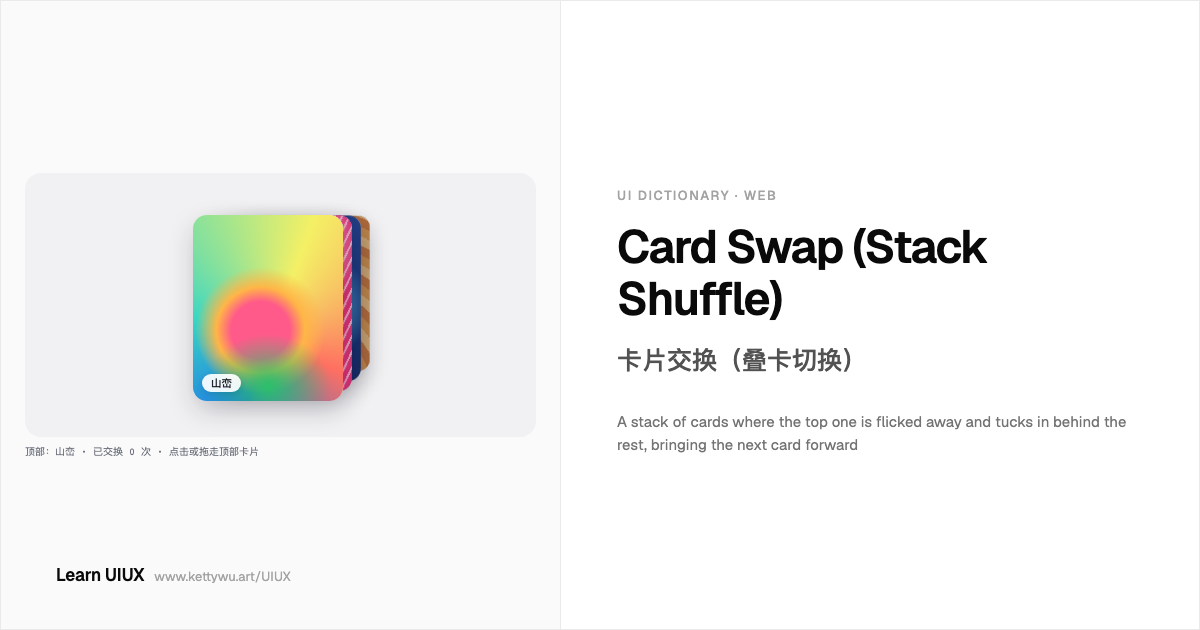 山峦
顶部: 山峦 · 已交换 0 次 · 点击或拖走顶部卡片
Learn UIUX www.kettywu.art/UIUX
UI DICTIONARY · WEB
Card Swap (Stack
Shuffle)
卡片交换（叠卡切换）
A stack of cards where the top one is flicked away and tucks in behind the
rest, bringing the next card forward